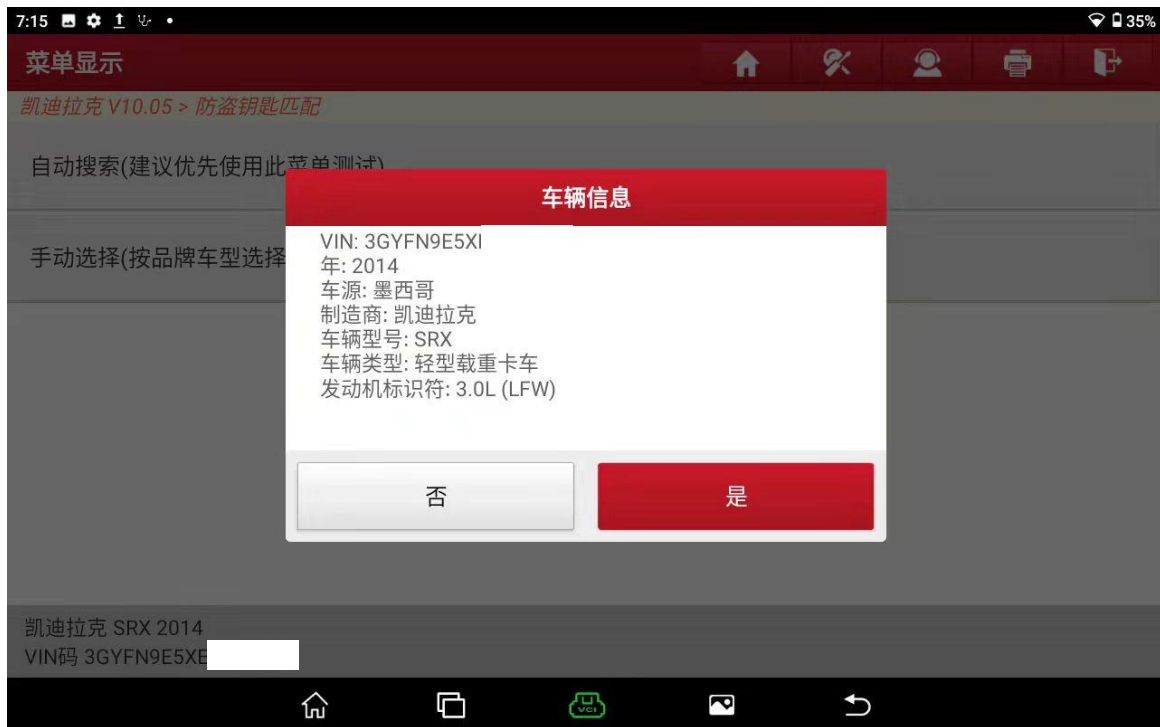 7:15
35%
菜单显示
凯迪拉克 V10.05 > 防盗钥匙匹配
自动搜索(建议优先使用此菜单测试)
手动选择(按品牌车型选择
车辆信息
VIN: 3GYFN9E5X
年: 2014
车源: 墨西哥
制造商: 凯迪拉克
车辆型号: SRX
车辆类型: 轻型载重卡车
发动机标识符: 3.0L (LFW)
否
是
凯迪拉克 SRX 2014
VIN码 3GYFN9E5XE
VCI